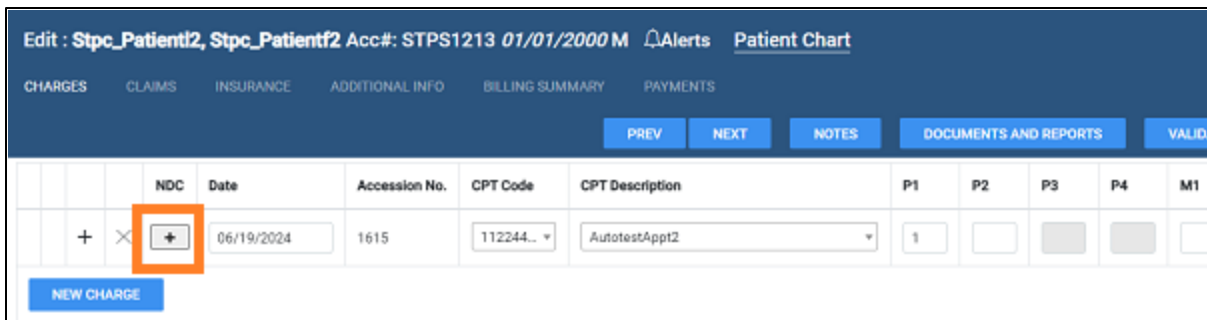 Edit : Stpc_Patientl2, Stpc_Patientf2 Acc#: STPS1213 01/01/2000 M Alerts Patient Chart
CHARGES CLAIMS INSURANCE ADDITIONAL INFO BILLING SUMMARY PAYMENTS
PREV NEXT NOTES DOCUMENTS AND REPORTS VALID
NDC Date Accession No. CPT Code CPT Description P1 P2 P3 P4 M1
+ × + 06/19/2024 1615 112244... AutotestAppt2 1
NEW CHARGE